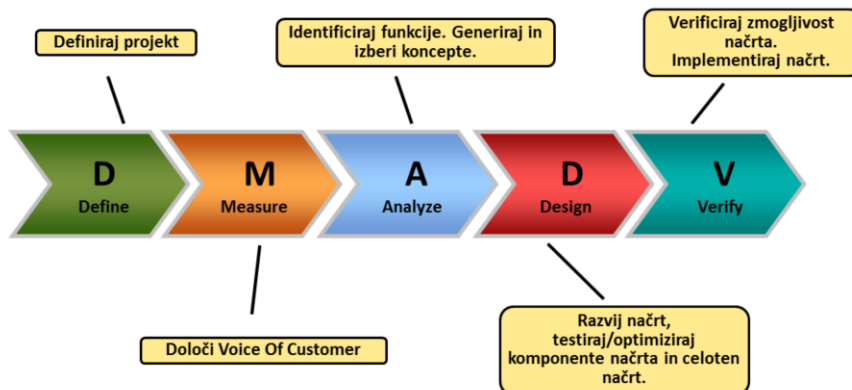 Definiraj projekt
Identificiraj funkcije. Generiraj in
izberi koncepte.
Verificiraj zmogljivost
načrta.
Implementiraj načrt.
D
Define
M
Measure
A
Analyze
D
Design
V
Verify
Določi Voice Of Customer
Razvij načrt,
testiraj/optimiziraj
komponente načrta in celoten
načrt.